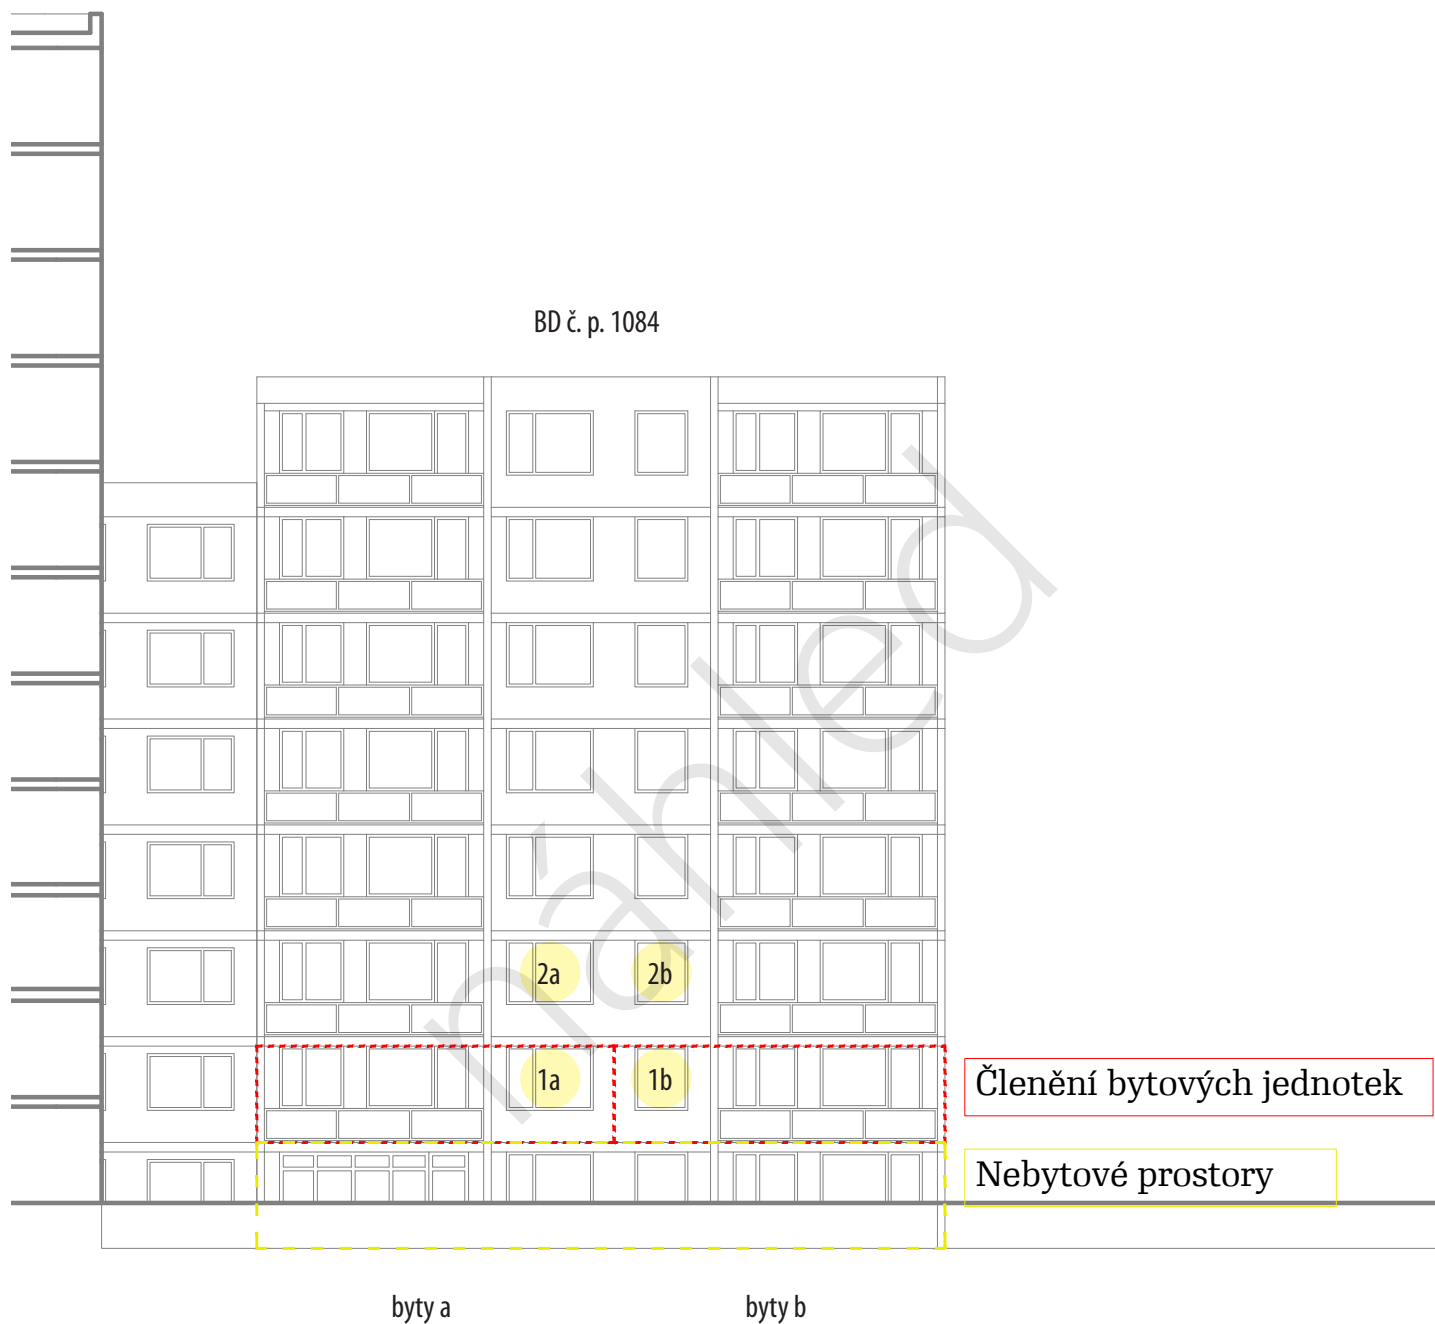 BD č. p. 1084
náhled
2a
2b
1a
1b
Členění bytových jednotek
Nebytové prostory
byty a
byty b